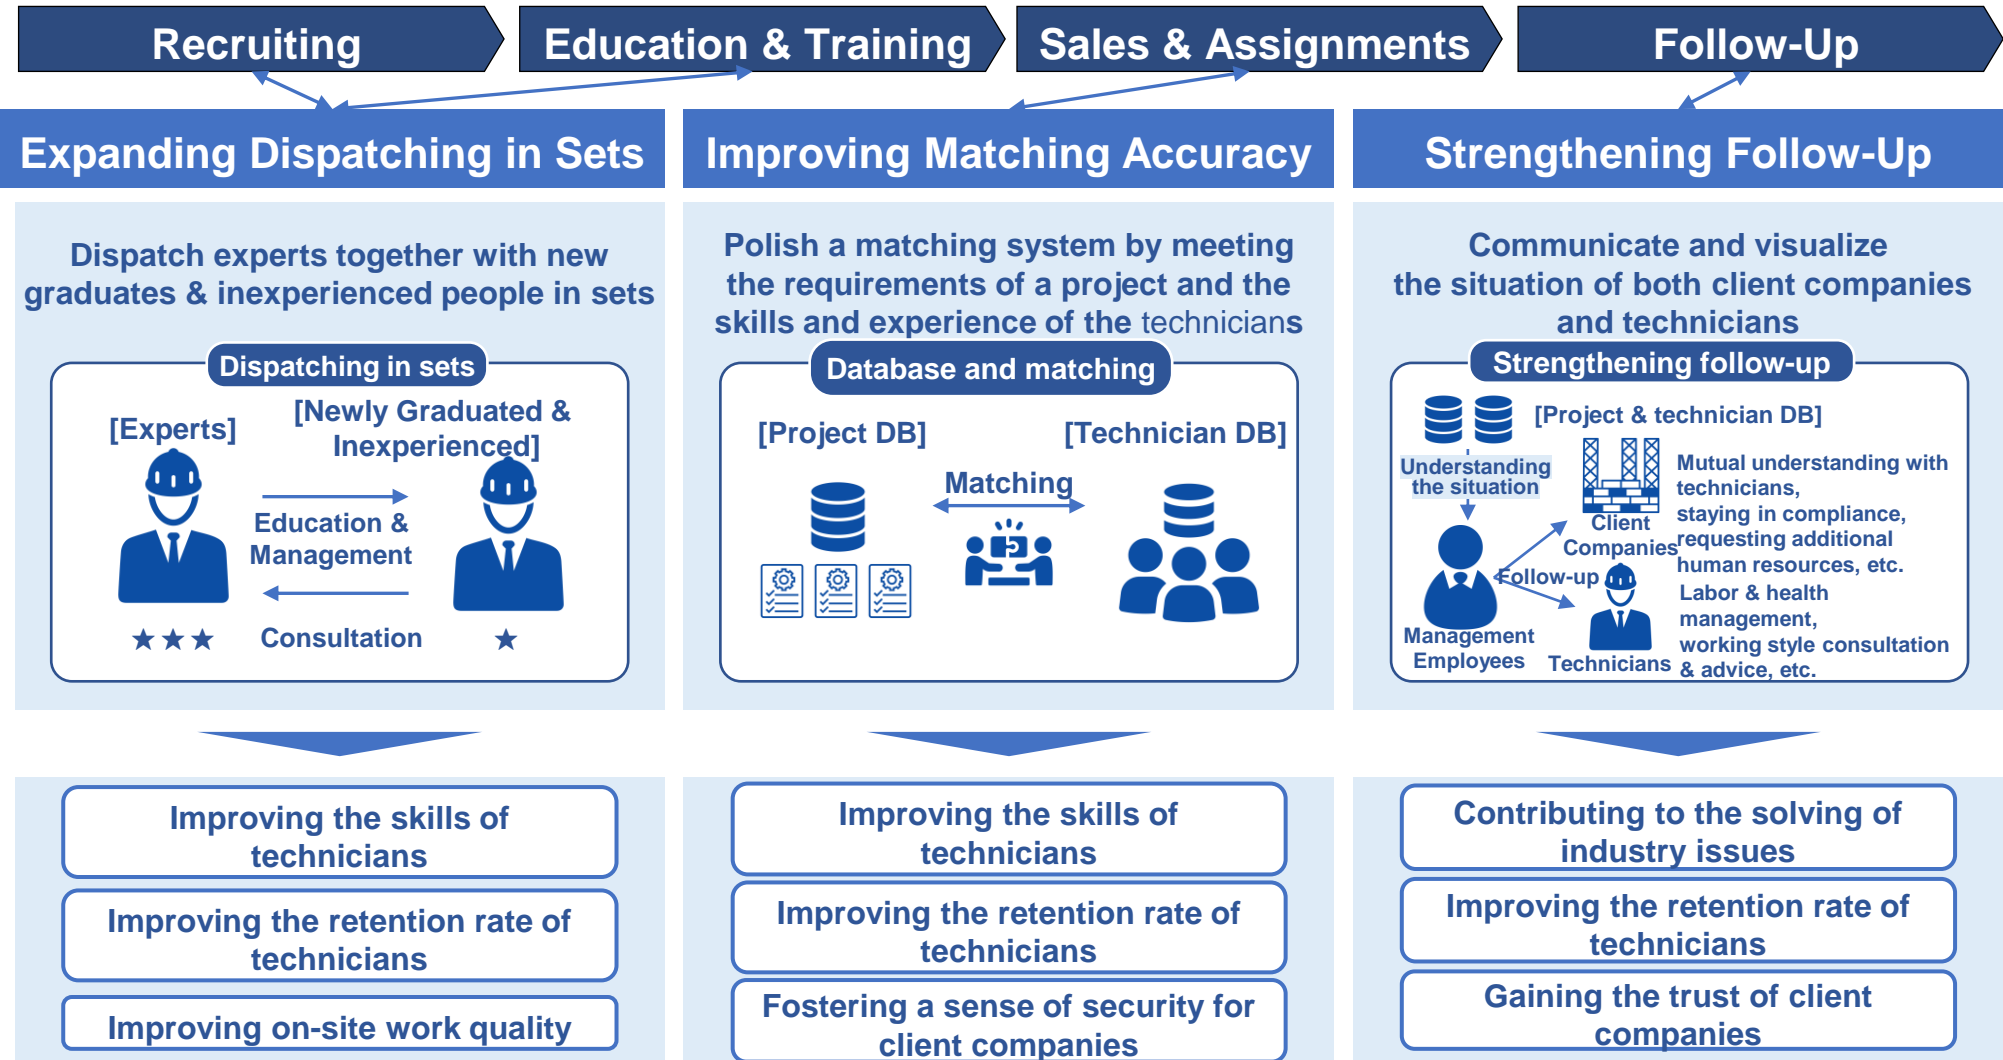 Recruiting
Education & Training
Sales & Assignments
Follow-Up
Expanding Dispatching in Sets
Dispatch experts together with new
graduates & inexperienced people in sets
Dispatching in sets
[Experts]
[Newly Graduated &
Inexperienced]
Education &
Management
Consultation
★★★
★
Improving the skills of
technicians
Improving the retention rate of
technicians
Improving on-site work quality
Improving Matching Accuracy
Polish a matching system by meeting
the requirements of a project and the
skills and experience of the technicians
Database and matching
[Project DB]
[Technician DB]
Matching
Improving the skills of
technicians
Improving the retention rate of
technicians
Fostering a sense of security for
client companies
Strengthening Follow-Up
Communicate and visualize
the situation of both client companies
and technicians
Strengthening follow-up
[Project & technician DB]
Understanding
the situation
Client
Companies
Mutual understanding with
technicians,
staying in compliance,
requesting additional
human resources, etc.
Follow-up
Management
Employees
Technicians
Labor & health
management,
working style consultation
& advice, etc.
Contributing to the solving of
industry issues
Improving the retention rate of
technicians
Gaining the trust of client
companies